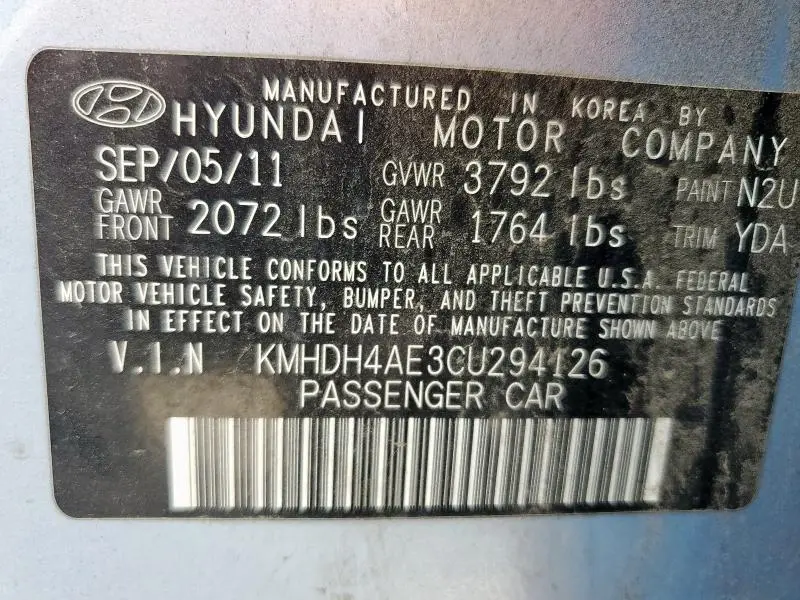 MANUFACTURED IN KOREA BY
HYUNDAI MOTOR COMPANY
SEP/05/11 GVWR 3792 lbs PAINT N2U
GAWR FRONT 2072 lbs GAWR REAR 1764 lbs TRIM YDA
THIS VEHICLE CONFORMS TO ALL APPLICABLE U.S.A. FEDERAL
MOTOR VEHICLE SAFETY, BUMPER, AND THEFT PREVENTION STANDARDS
IN EFFECT ON THE DATE OF MANUFACTURE SHOWN ABOVE.
V.I.N KMHDH4AE3CU294126
PASSENGER CAR